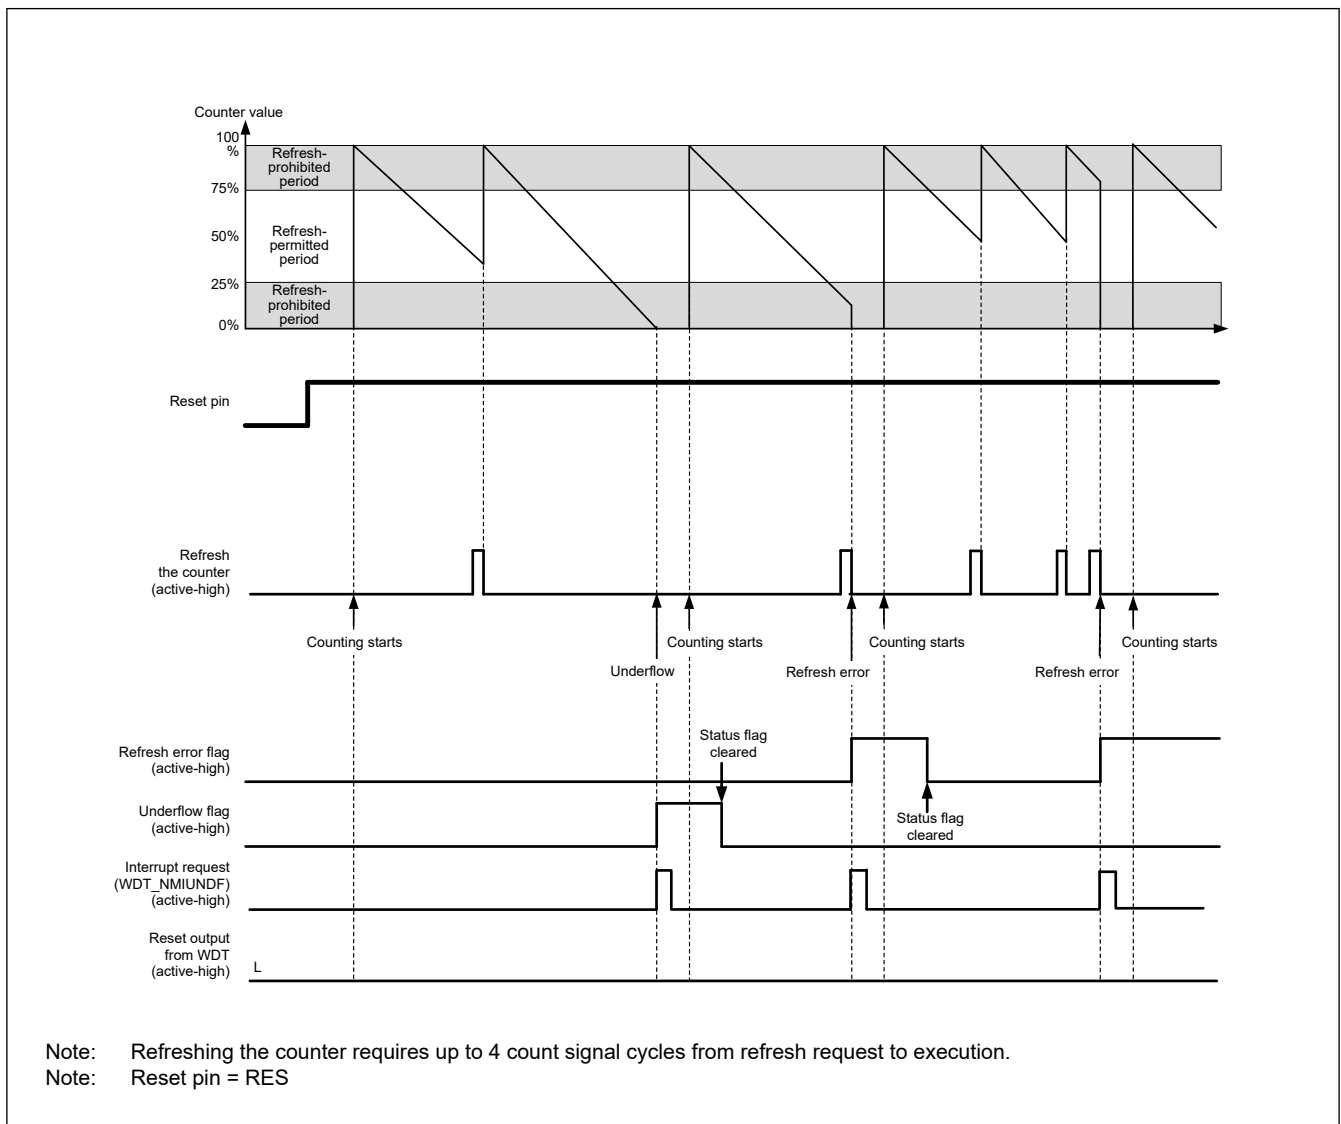 Counter value
100
%
Refresh-
prohibited
period
75%
50%
Refresh-
permitted
period
25%
Refresh-
prohibited
period
0%
Reset pin
Refresh
the counter
(active-high)
Counting starts
Counting starts
Counting starts
Counting starts
Underflow
Refresh error
Refresh error
Status flag
cleared
Refresh error flag
(active-high)
Underflow flag
(active-high)
Status flag
cleared
Interrupt request
(WDT_NMIUNDF)
(active-high)
Reset output
from WDT
(active-high)
L
Note: Refreshing the counter requires up to 4 count signal cycles from refresh request to execution.
Note: Reset pin = RES